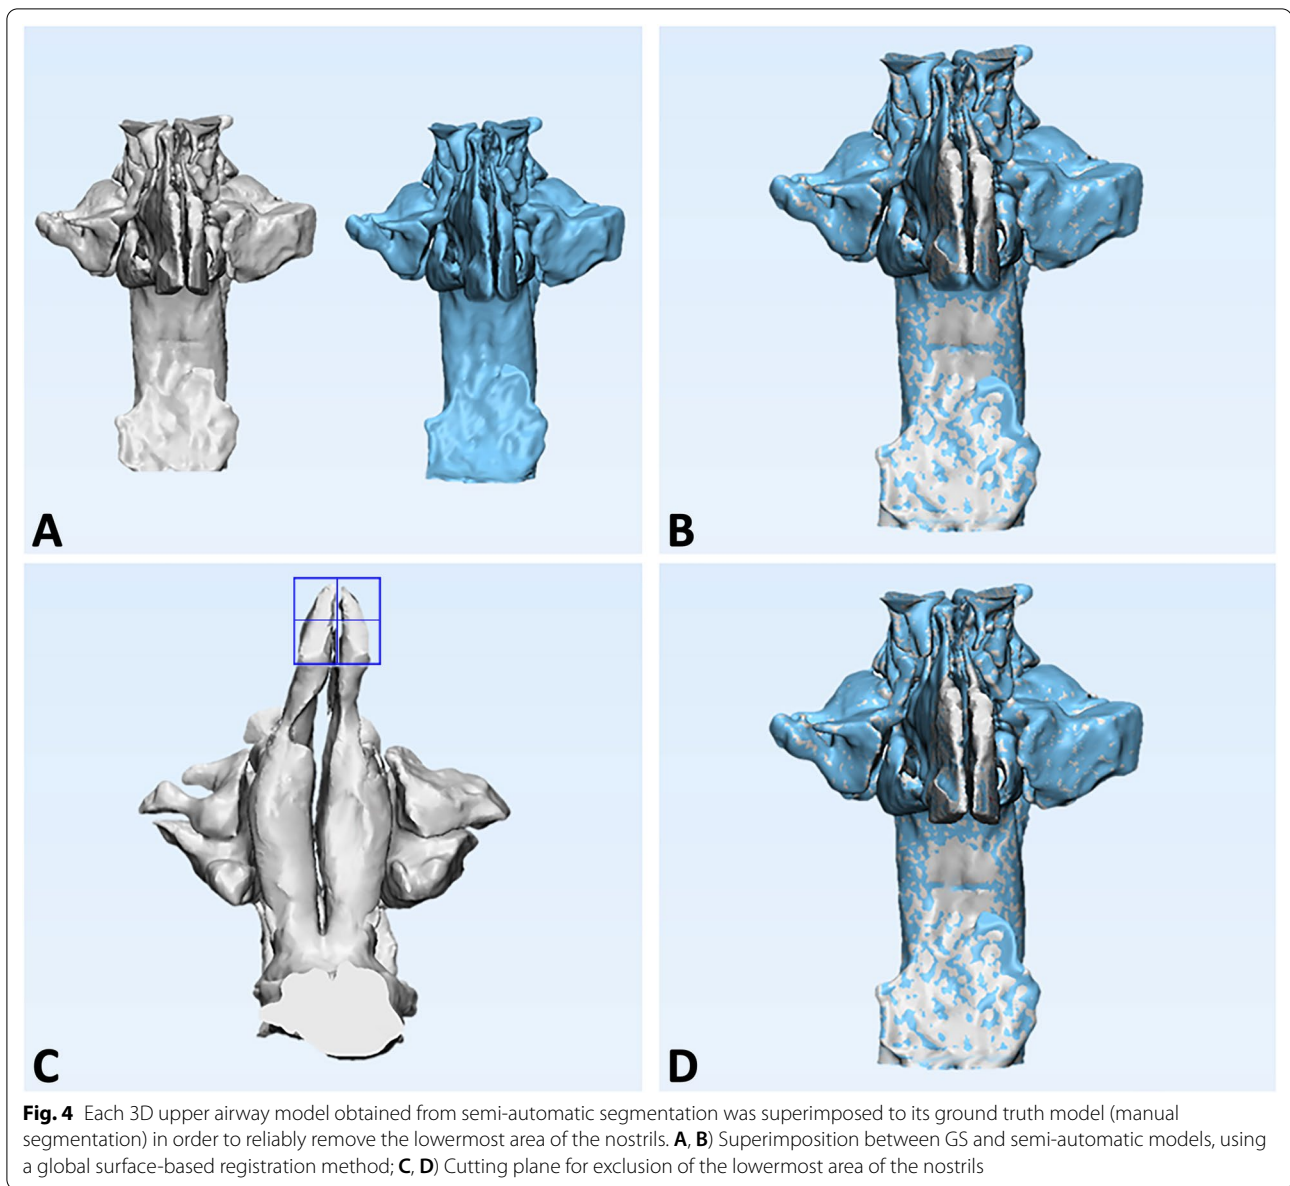 A
B
C
D
Fig. 4 Each 3D upper airway model obtained from semi-automatic segmentation was superimposed to its ground truth model (manual
segmentation) in order to reliably remove the lowermost area of the nostrils. A, B) Superimposition between GS and semi-automatic models, using
a global surface-based registration method; C, D) Cutting plane for exclusion of the lowermost area of the nostrils